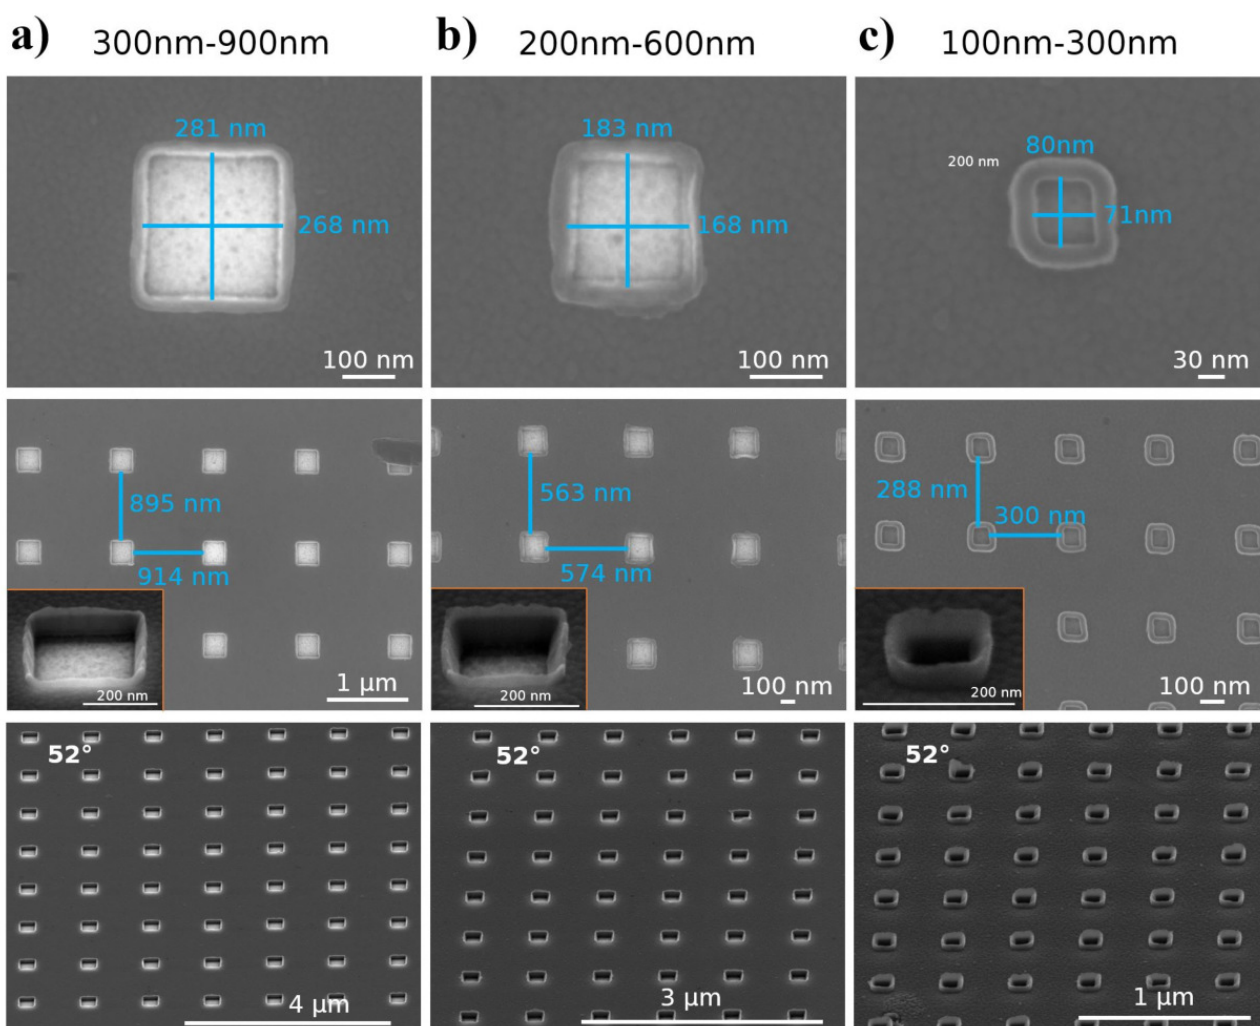 a) 300nm-900nm
b) 200nm-600nm
c) 100nm-300nm
281 nm
268 nm
100 nm
183 nm
168 nm
100 nm
200 nm
80nm
71nm
30 nm
895 nm
914 nm
200 nm
1 µm
563 nm
574 nm
200 nm
100 nm
288 nm
300 nm
200 nm
100 nm
52°
4 µm
52°
3 µm
52°
1 µm